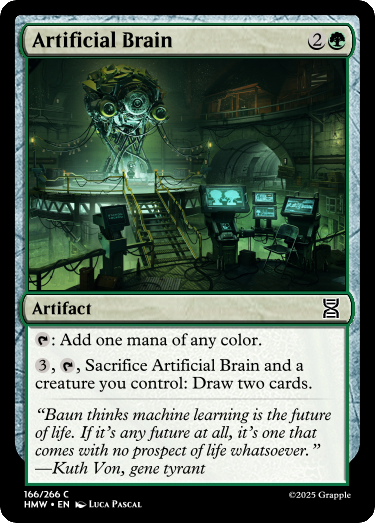 Artificial Brain 2
Artifact
: Add one mana of any color.
3, , Sacrifice Artificial Brain and a
creature you control: Draw two cards.
“Baun thinks machine learning is the future
of life. If it’s any future at all, it’s one that
comes with no prospect of life whatsoever.”
—Kuth Von, gene tyrant
166/266 C
HMW • EN Luca Pascal
©2025 Grapple